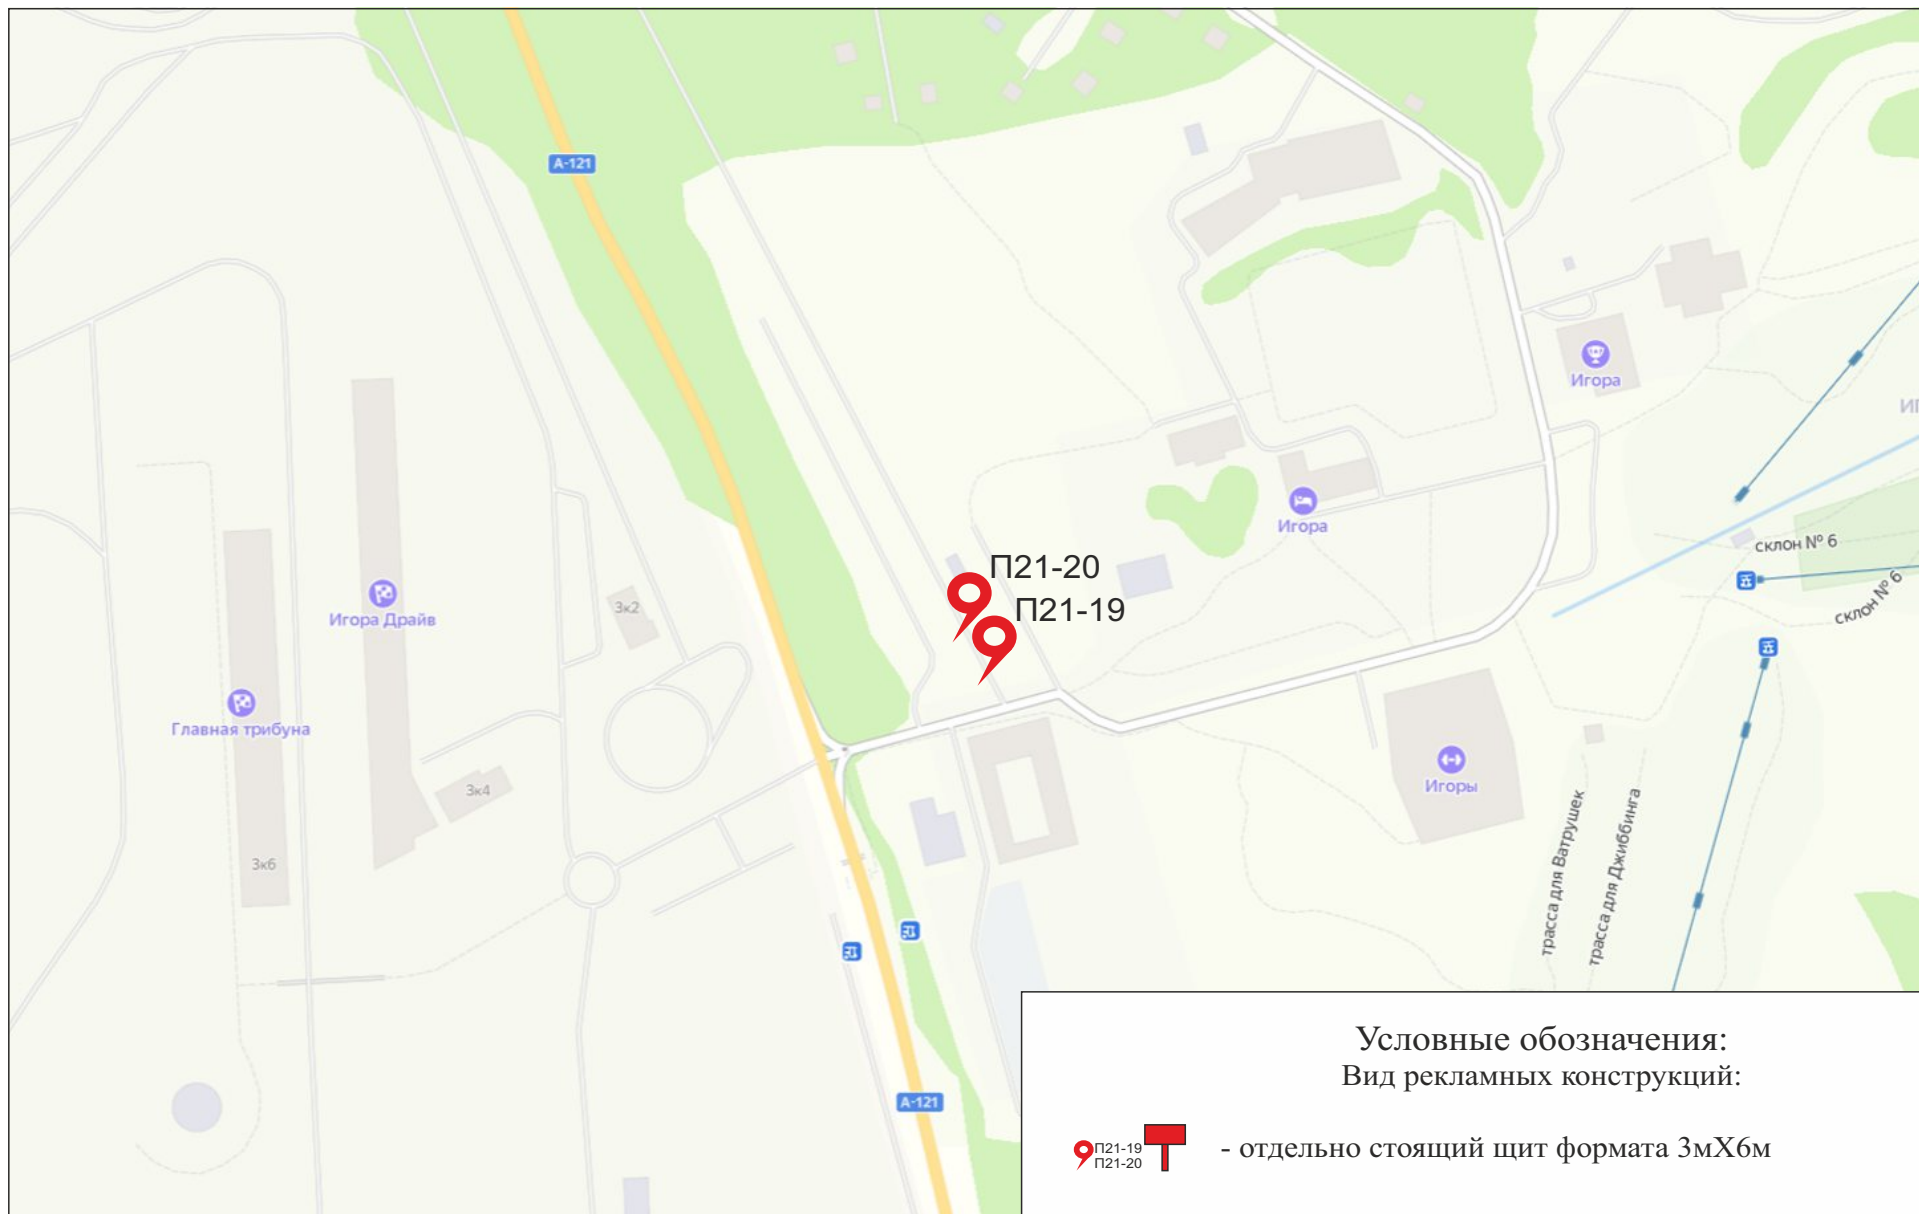 А-121
Игора
ИГ
Игора
склон № 6
П21-20
склон № 6
П21-19
3к2
Игора Драйв
Главная трибуна
Игоры
3к4
трасса для Ватрушек
трасса для Джиббинга
3к6
А-121
Условные обозначения:
Вид рекламных конструкций:
П21-19
П21-20
- отдельно стоящий щит формата 3мХ6м